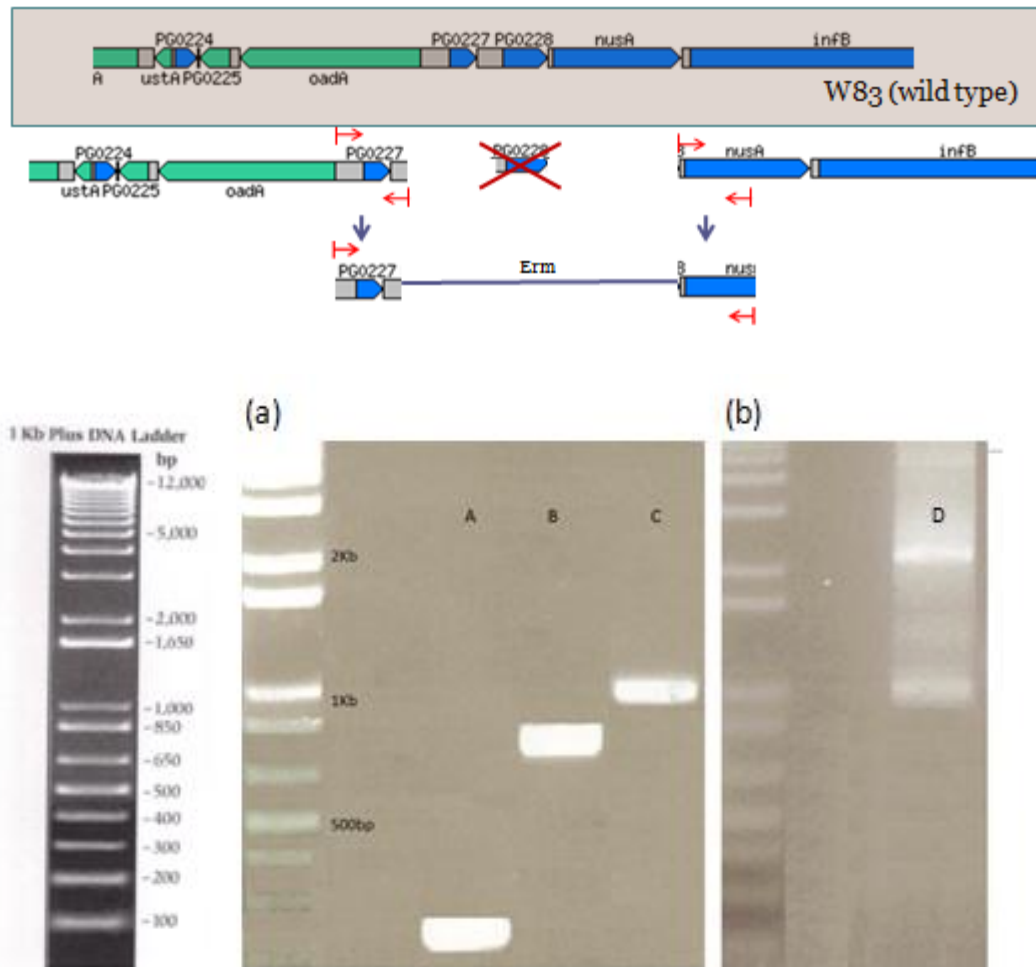 PG0224 PG0227 PG0228 nusA infB
A ustA PG0225 oadA
W83 (wild type)
PG0224 PG0227 PG0228 B nusA infB
ustA PG0225 oadA
PG0227 Erm B nus
1 Kb Plus DNA Ladder
bp
12,000
5,000
2,000
1,650
1,000
850
650
500
400
300
200
100
(a)
A B C
2Kb
1Kb
500bp
(b)
D